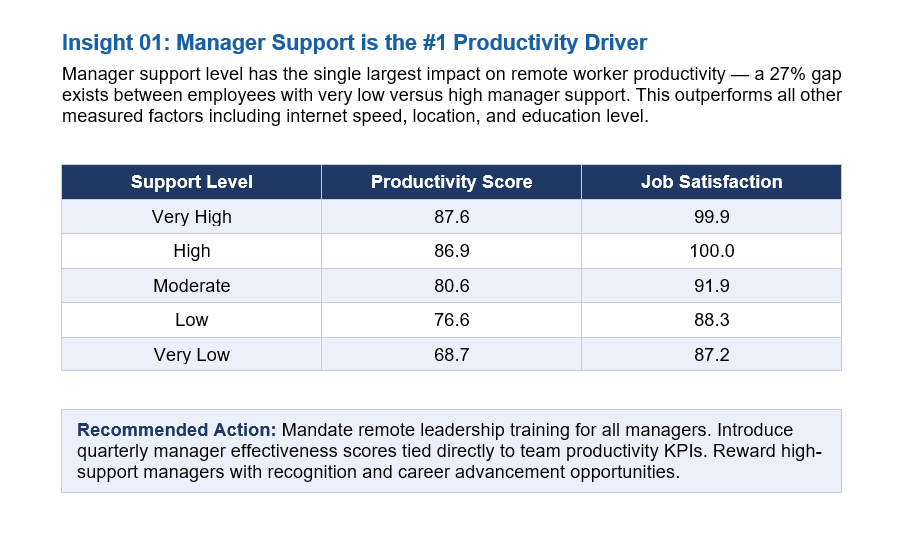 Insight 01: Manager Support is the #1 Productivity Driver
Manager support level has the single largest impact on remote worker productivity — a 27% gap
exists between employees with very low versus high manager support. This outperforms all other
measured factors including internet speed, location, and education level.
Support Level Productivity Score Job Satisfaction
Very High 87.6 99.9
High 86.9 100.0
Moderate 80.6 91.9
Low 76.6 88.3
Very Low 68.7 87.2
Recommended Action: Mandate remote leadership training for all managers. Introduce
quarterly manager effectiveness scores tied directly to team productivity KPIs. Reward high-
support managers with recognition and career advancement opportunities.